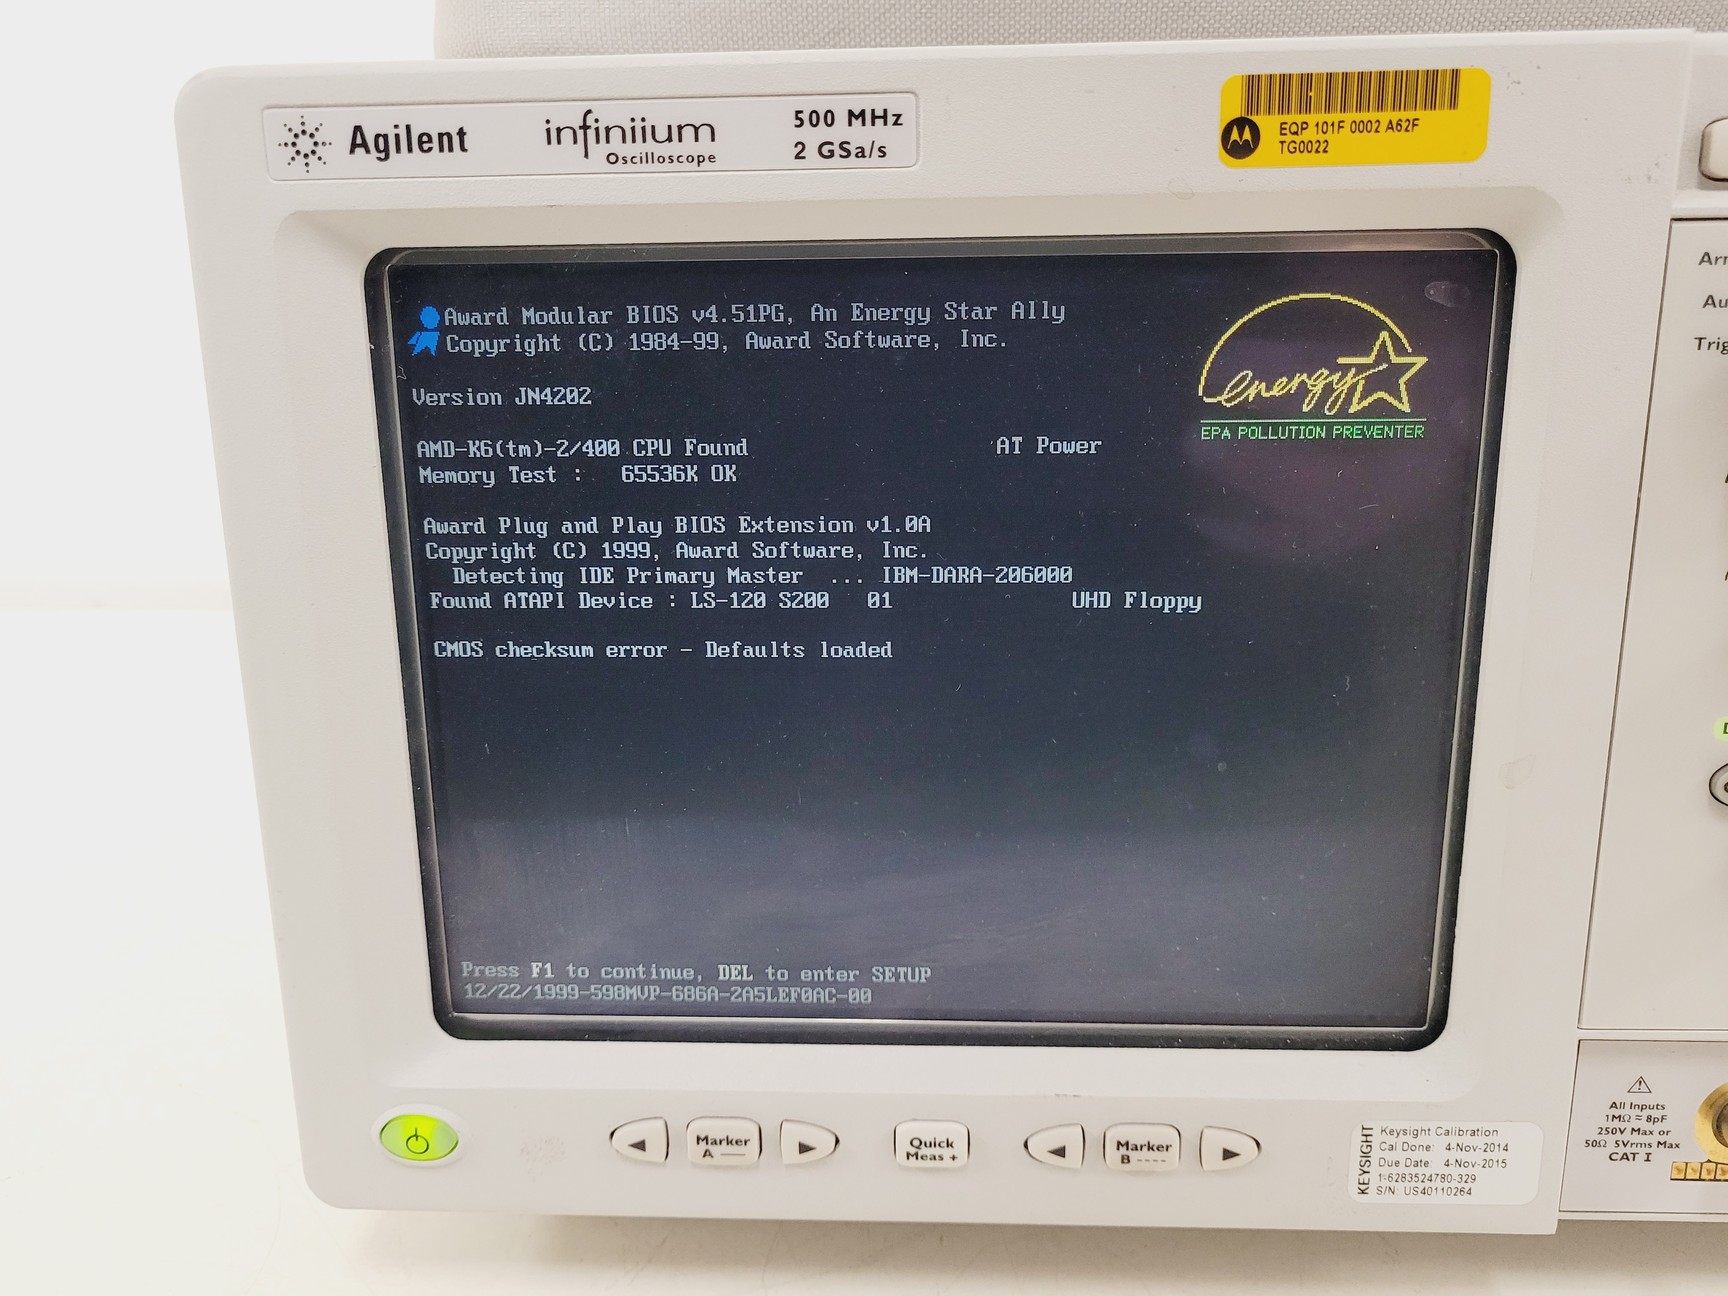 Agilent
infiniium
Oscilloscope
500 MHz
2 GSa/s
EQP 101F 0002 A62F
TG0022
Award Modular BIOS v4.51PG, An Energy Star Ally
Copyright (C) 1984-99, Award Software, Inc.
energy
EPA POLLUTION PREVENTER
Version JN4202
AMD-K6(tm)-2/400 CPU Found AT Power
Memory Test : 65536K OK
Award Plug and Play BIOS Extension v1.0A
Copyright (C) 1999, Award Software, Inc.
Detecting IDE Primary Master ... IBM-DARA-206000
Found ATAPI Device : LS-120 S200 01 UHD Floppy
CMOS checksum error - Defaults loaded
Press F1 to continue, DEL to enter SETUP
12/22/1999-598MVP-686A-2A5LEF0AC-00
Marker
A
Quick
Meas +
Marker
B
KEYSIGHT
Keysight Calibration
Cal Done: 4-Nov-2014
Due Date: 4-Nov-2015
1-6283524780-329
S/N: US40110264
All Inputs
1MΩ ≈ 8pF
250V Max or
50Ω 5Vrms Max
CAT I